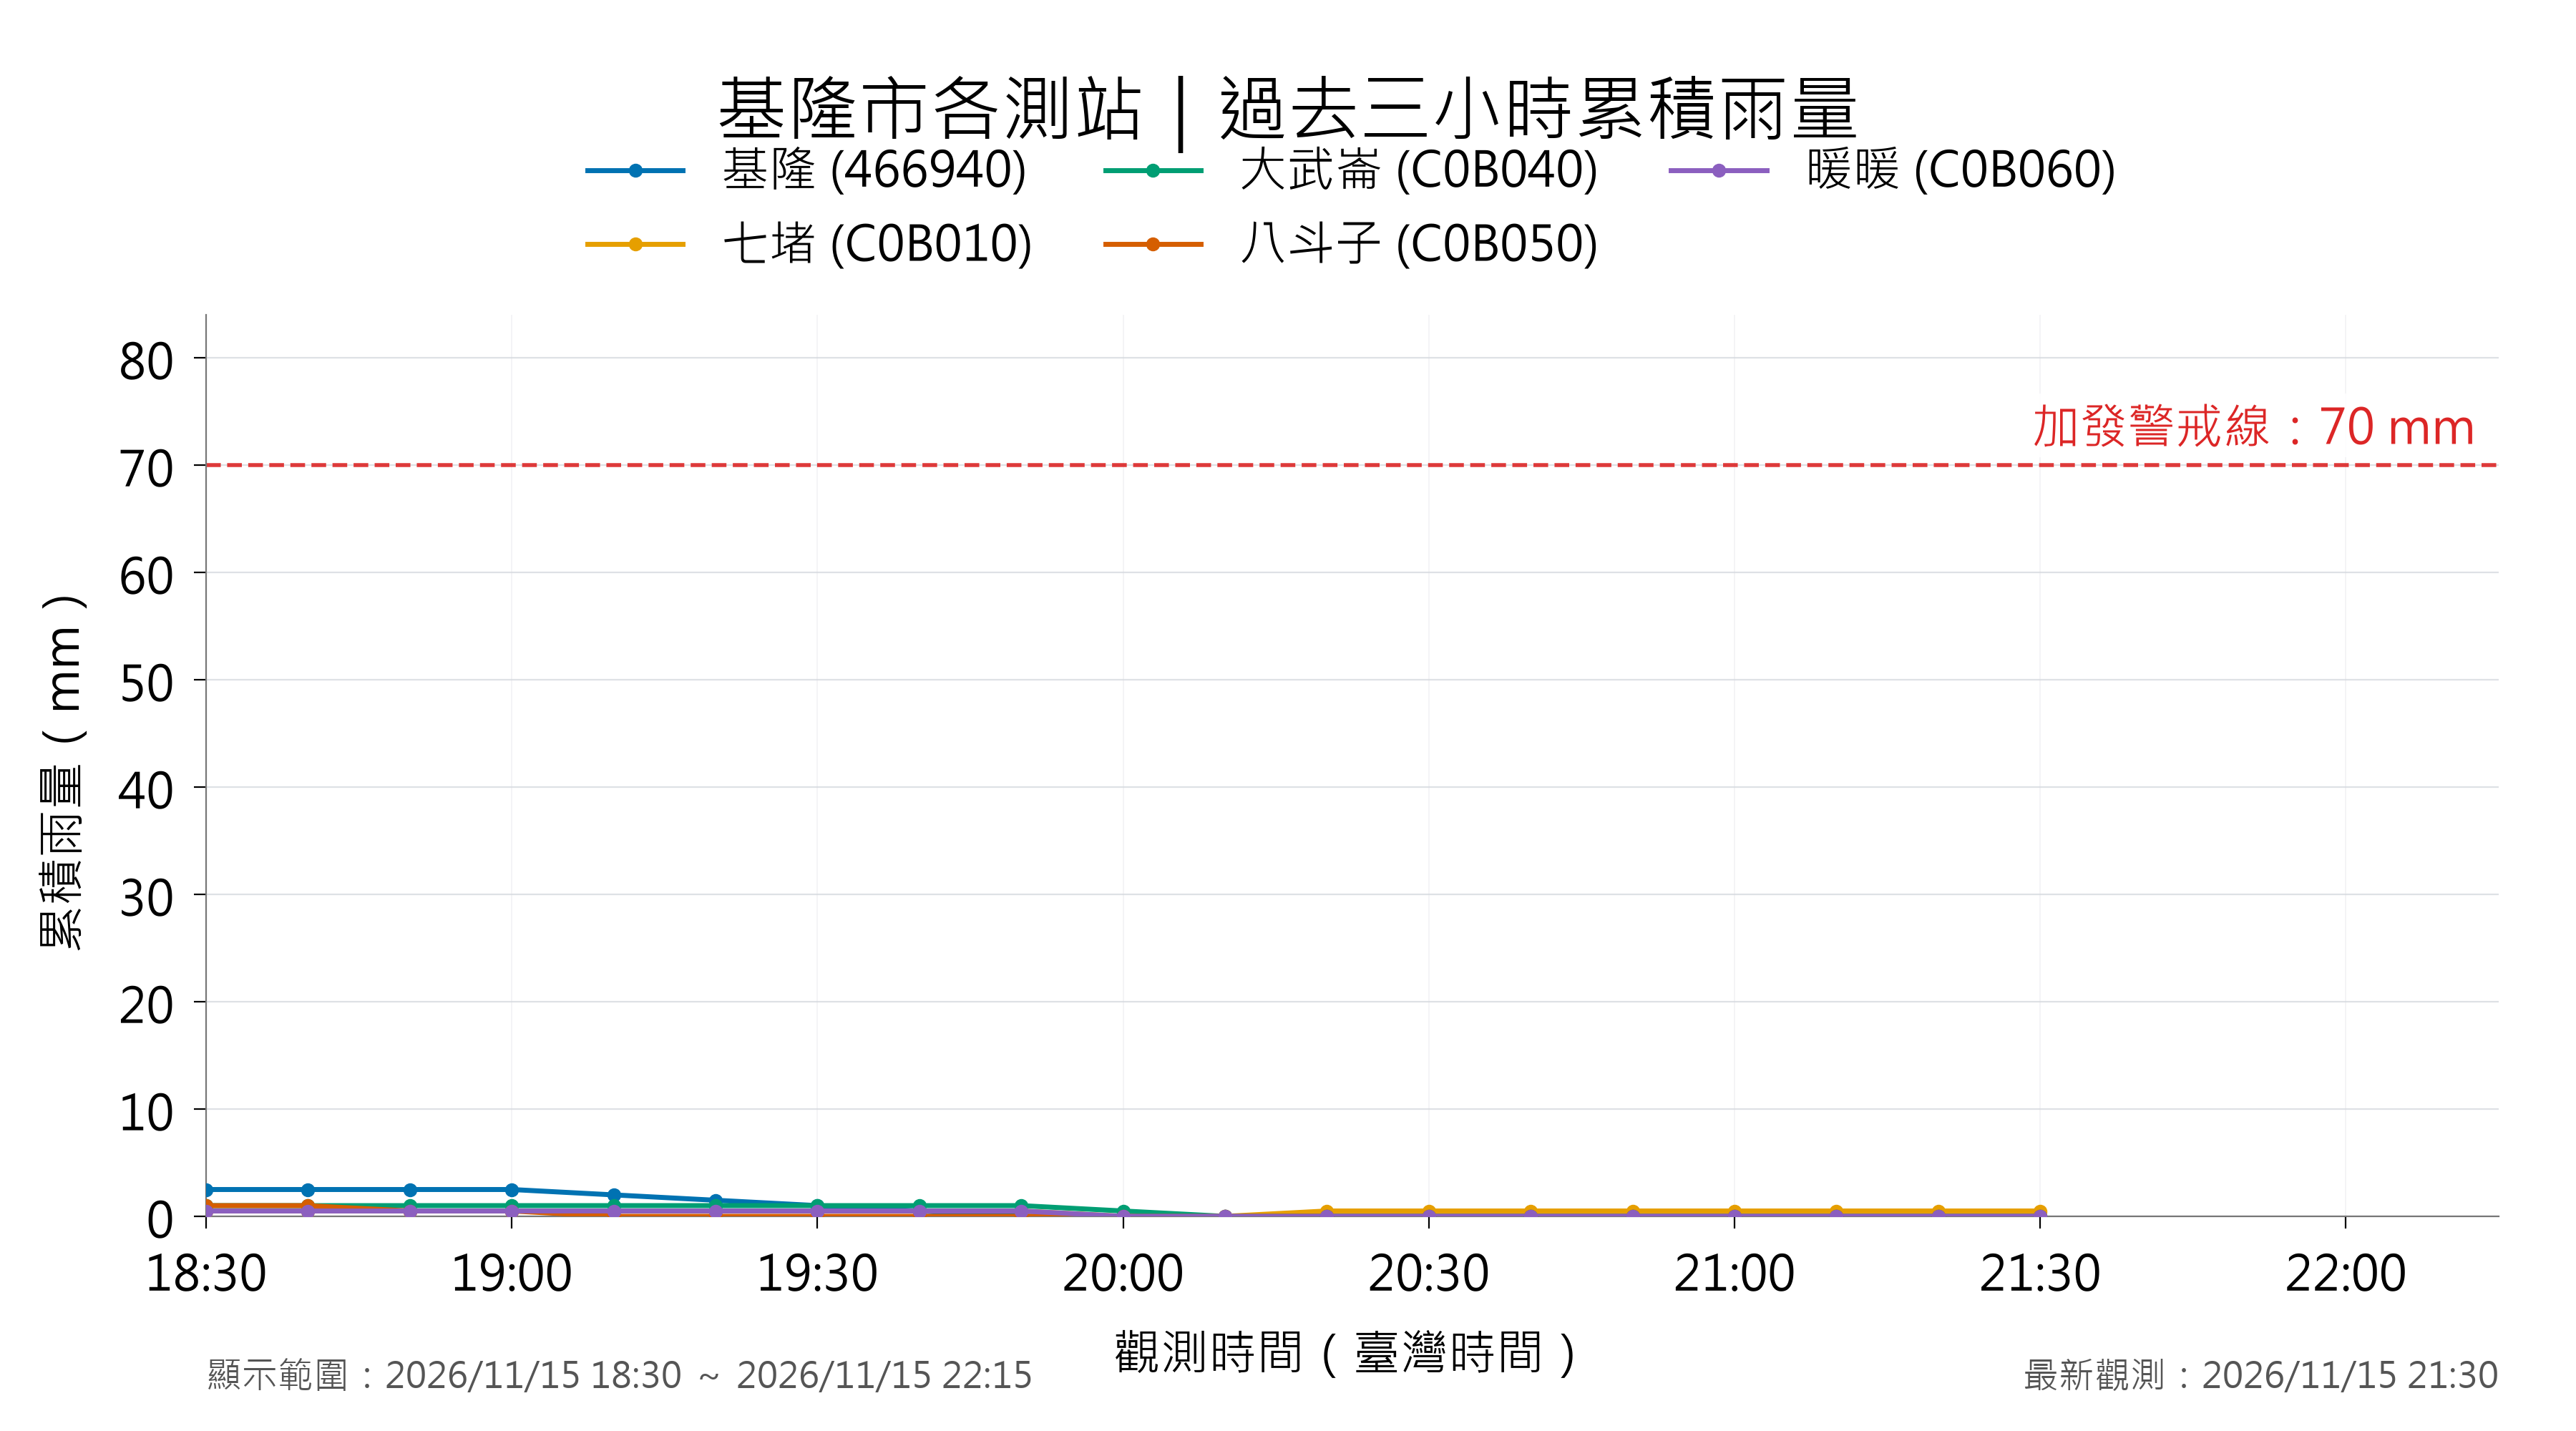 基隆市各測站｜過去三小時累積雨量
基隆 (466940)
七堵 (C0B010)
大武崙 (C0B040)
八斗子 (C0B050)
暖暖 (C0B060)
累積雨量（mm）
80
70
60
50
40
30
20
10
0
加發警戒線：70 mm
18:30 19:00 19:30 20:00 20:30 21:00 21:30 22:00
觀測時間（臺灣時間）
顯示範圍：2026/11/15 18:30 ~ 2026/11/15 22:15
最新觀測：2026/11/15 21:30